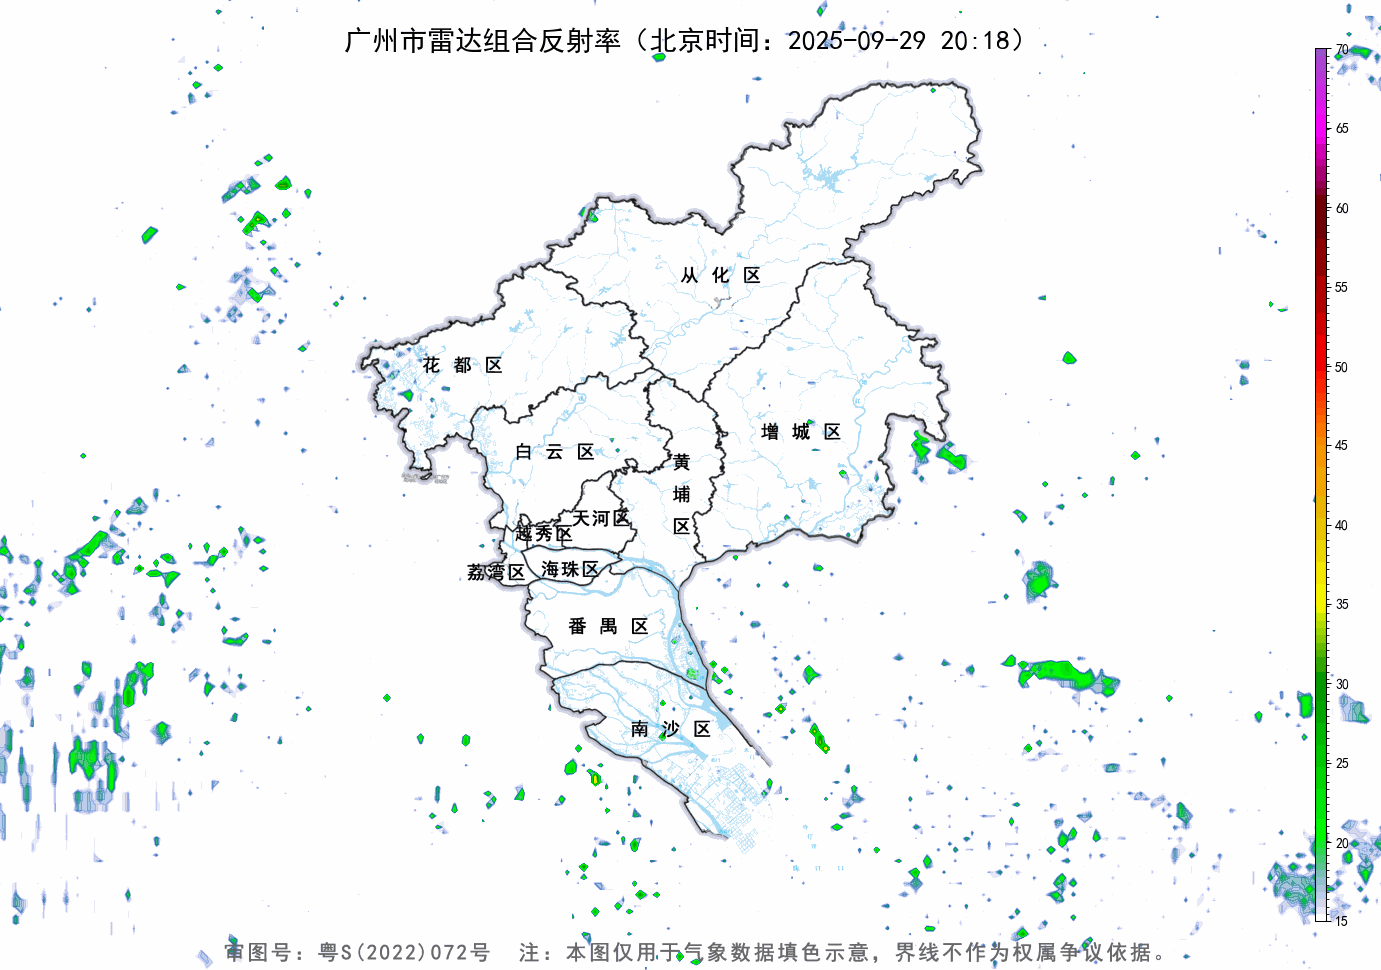 广州市雷达组合反射率（北京时间：2025-09-29 20:18）
70
65
60
55
50
45
40
35
30
25
20
15
从化区
花都区
增城区
白云区
黄埔区
天河区
越秀区
荔湾区
海珠区
番禺区
南沙区
审图号：粤S(2022)072号 注：本图仅用于气象数据填色示意，界线不作为权属争议依据。